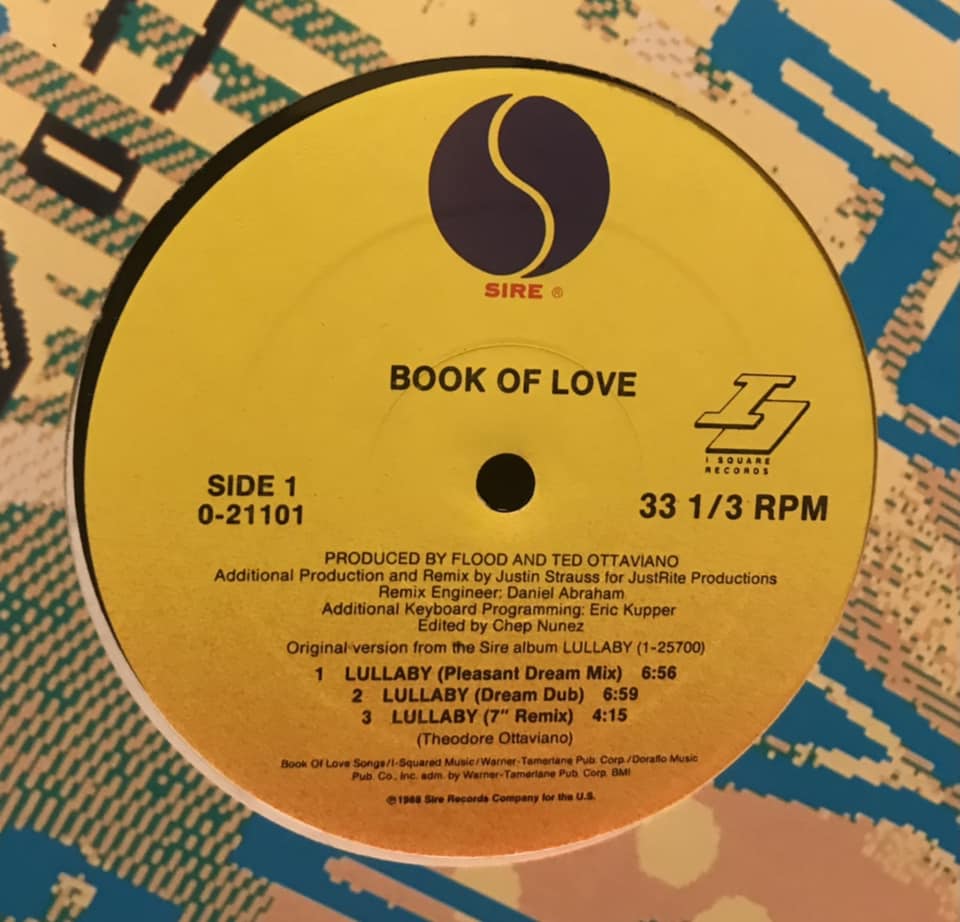 SIRE ®
BOOK OF LOVE
I SQUARE
RECORDS
SIDE 1
0-21101
33 1/3 RPM
PRODUCED BY FLOOD AND TED OTTAVIANO
Additional Production and Remix by Justin Strauss for JustRite Productions
Remix Engineer: Daniel Abraham
Additional Keyboard Programming: Eric Kupper
Edited by Chep Nunez
Original version from the Sire album LULLABY (1-25700)
1 LULLABY (Pleasant Dream Mix) 6:56
2 LULLABY (Dream Dub) 6:59
3 LULLABY (7" Remix) 4:15
(Theodore Ottaviano)
Book Of Love Songs/I-Squared Music/Warner-Tamerlane Pub. Corp./Doraflo Music
Pub. Co., Inc. adm. by Warner-Tamerlane Pub. Corp. BMI
℗1988 Sire Records Company for the U.S.